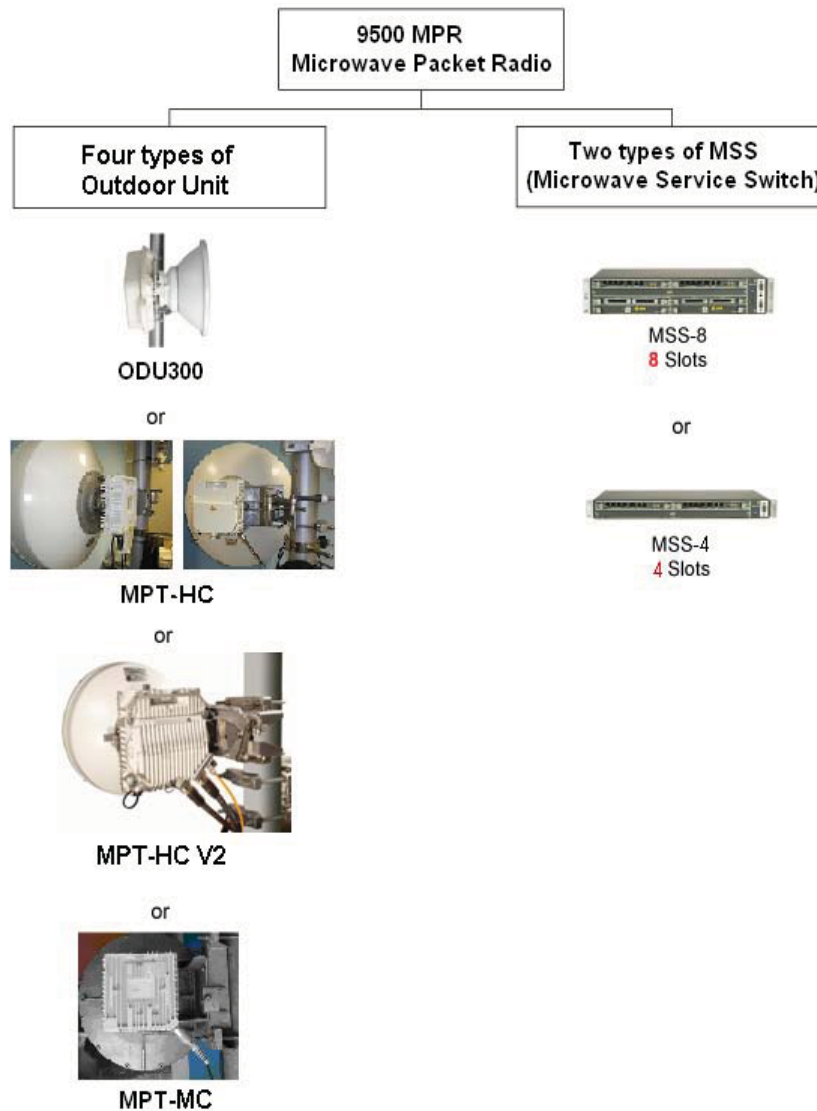 9500 MPR
Microwave Packet Radio
Four types of
Outdoor Unit
ODU300
or
MPT-HC
or
MPT-HC V2
or
MPT-MC
Two types of MSS
(Microwave Service Switch)
MSS-8
8 Slots
or
MSS-4
4 Slots